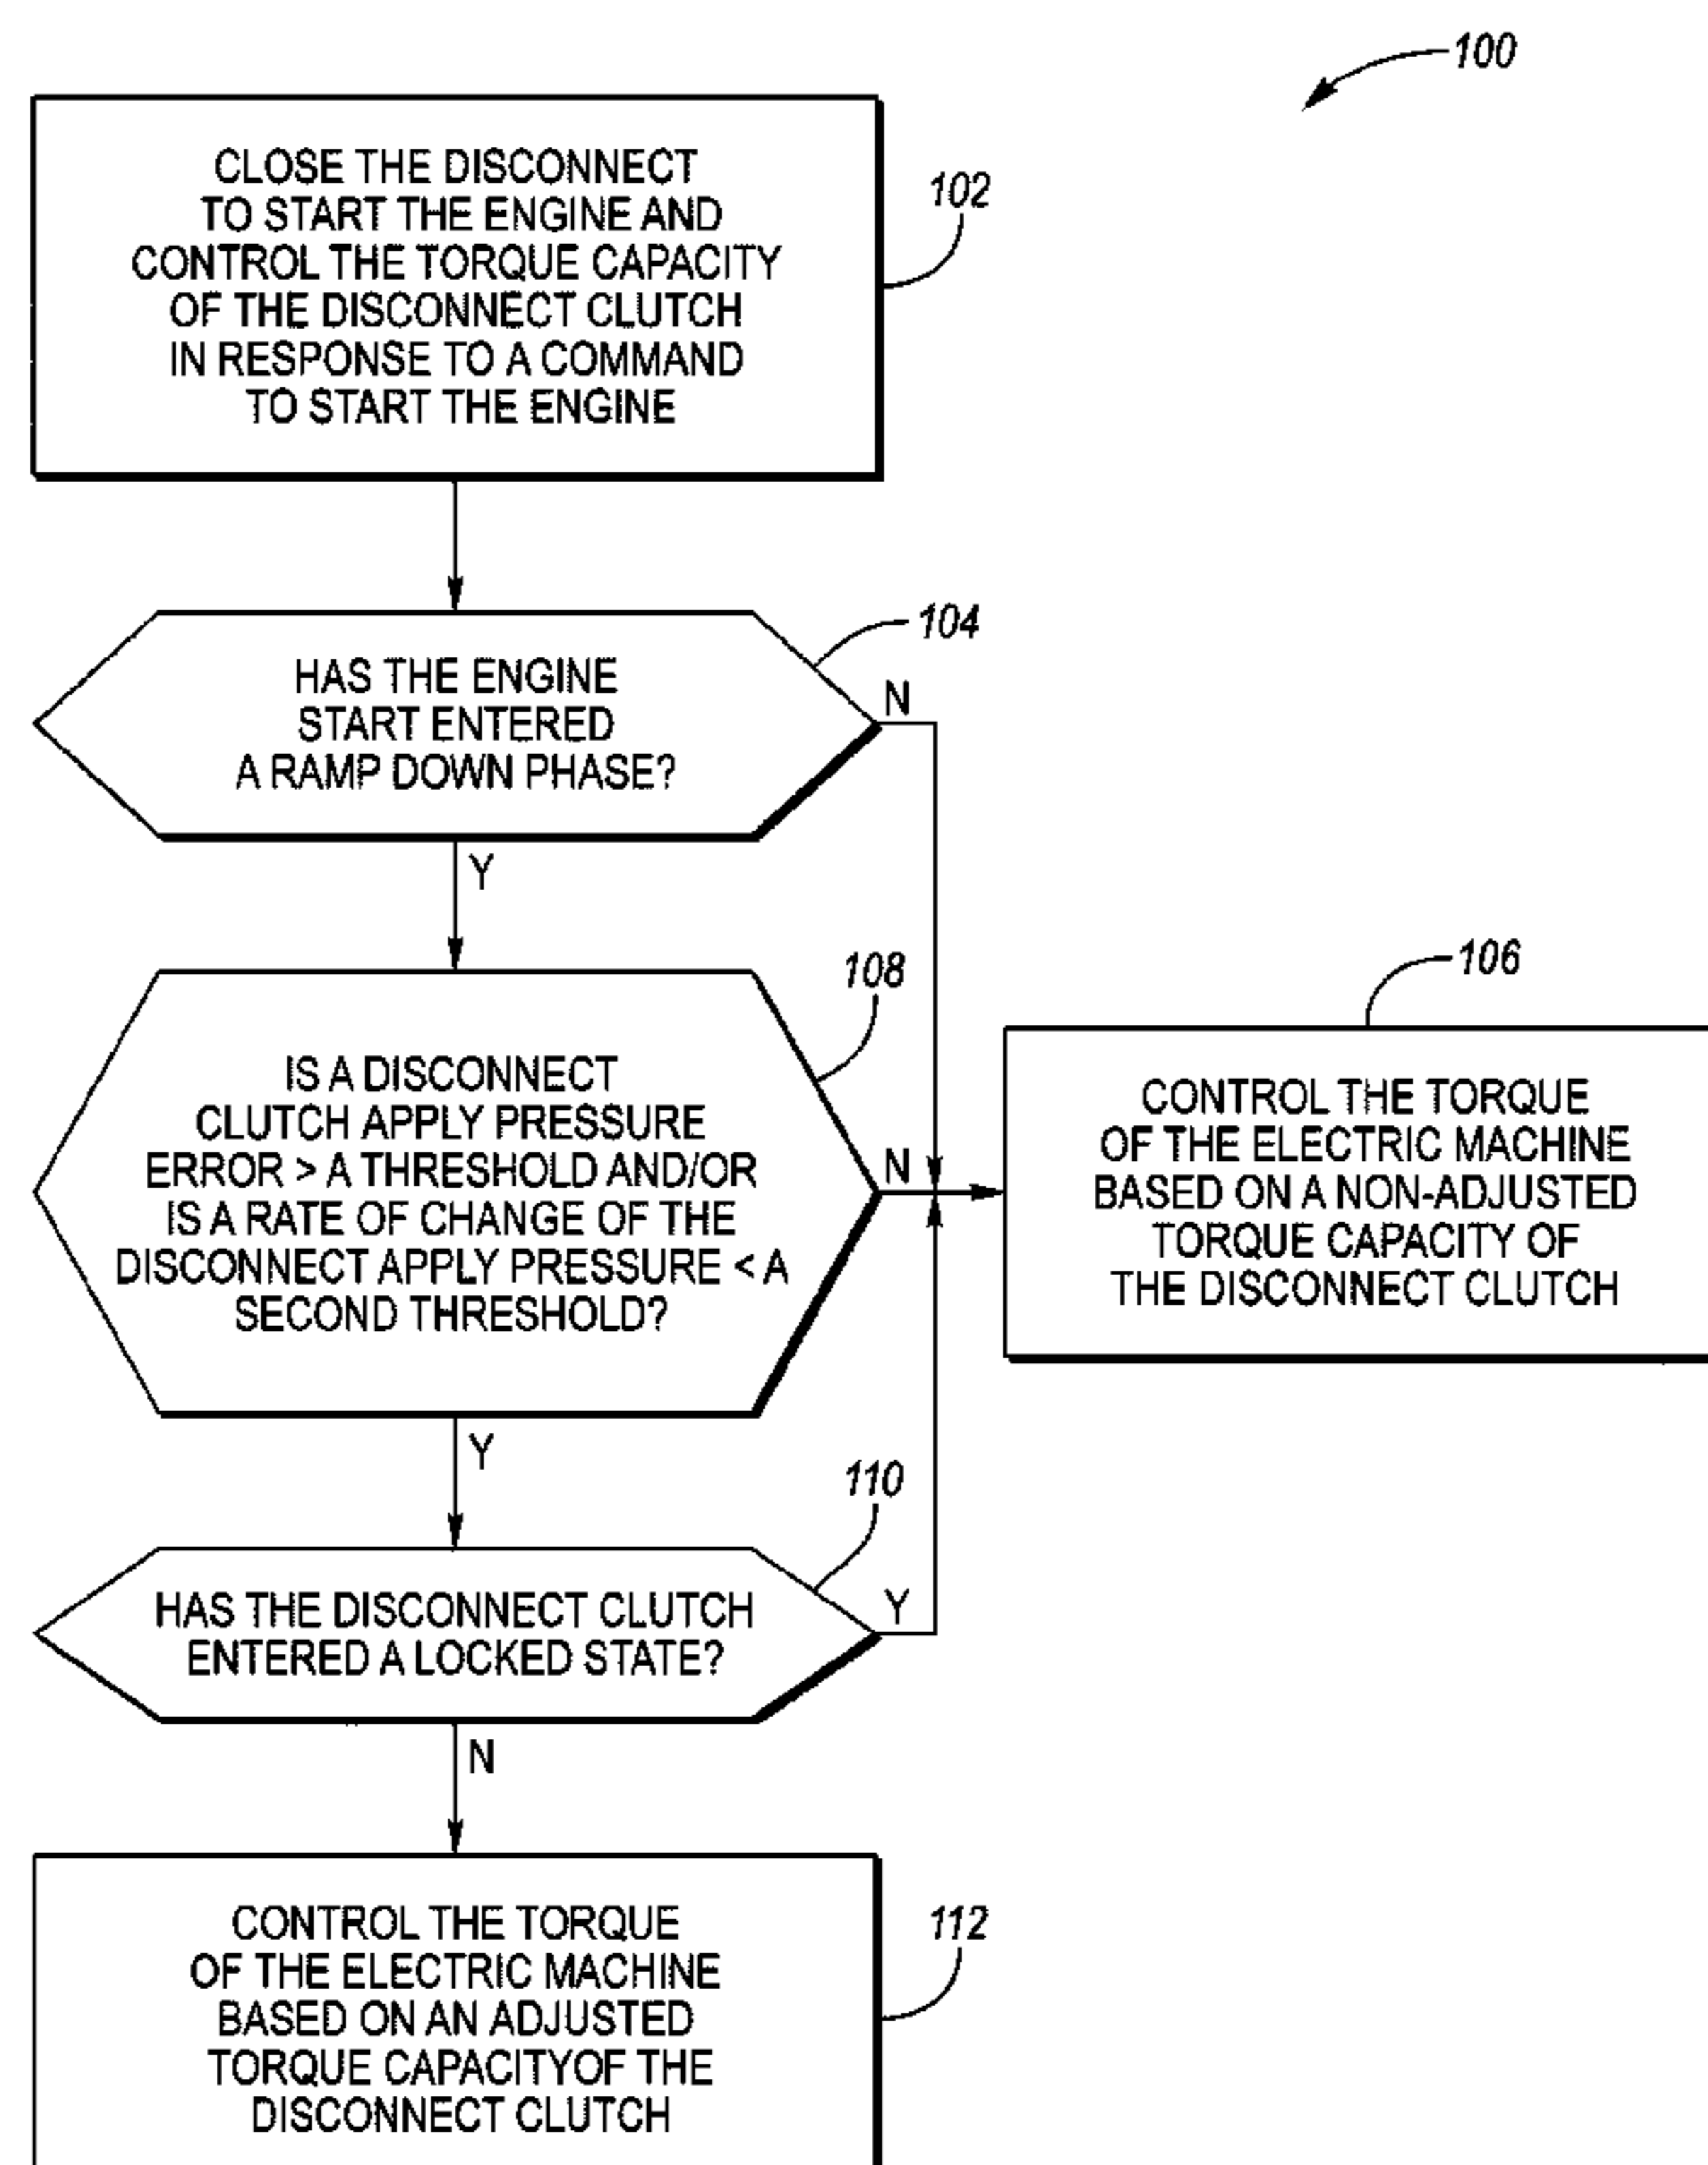 100
CLOSE THE DISCONNECT
TO START THE ENGINE AND
CONTROL THE TORQUE CAPACITY
OF THE DISCONNECT CLUTCH
IN RESPONSE TO A COMMAND
TO START THE ENGINE
102
HAS THE ENGINE
START ENTERED
A RAMP DOWN PHASE?
104
N
Y
IS A DISCONNECT
CLUTCH APPLY PRESSURE
ERROR > A THRESHOLD AND/OR
IS A RATE OF CHANGE OF THE
DISCONNECT APPLY PRESSURE < A
SECOND THRESHOLD?
108
N
Y
CONTROL THE TORQUE
OF THE ELECTRIC MACHINE
BASED ON A NON-ADJUSTED
TORQUE CAPACITY OF
THE DISCONNECT CLUTCH
106
HAS THE DISCONNECT CLUTCH
ENTERED A LOCKED STATE?
110
Y
N
CONTROL THE TORQUE
OF THE ELECTRIC MACHINE
BASED ON AN ADJUSTED
TORQUE CAPACITYOF THE
DISCONNECT CLUTCH
112